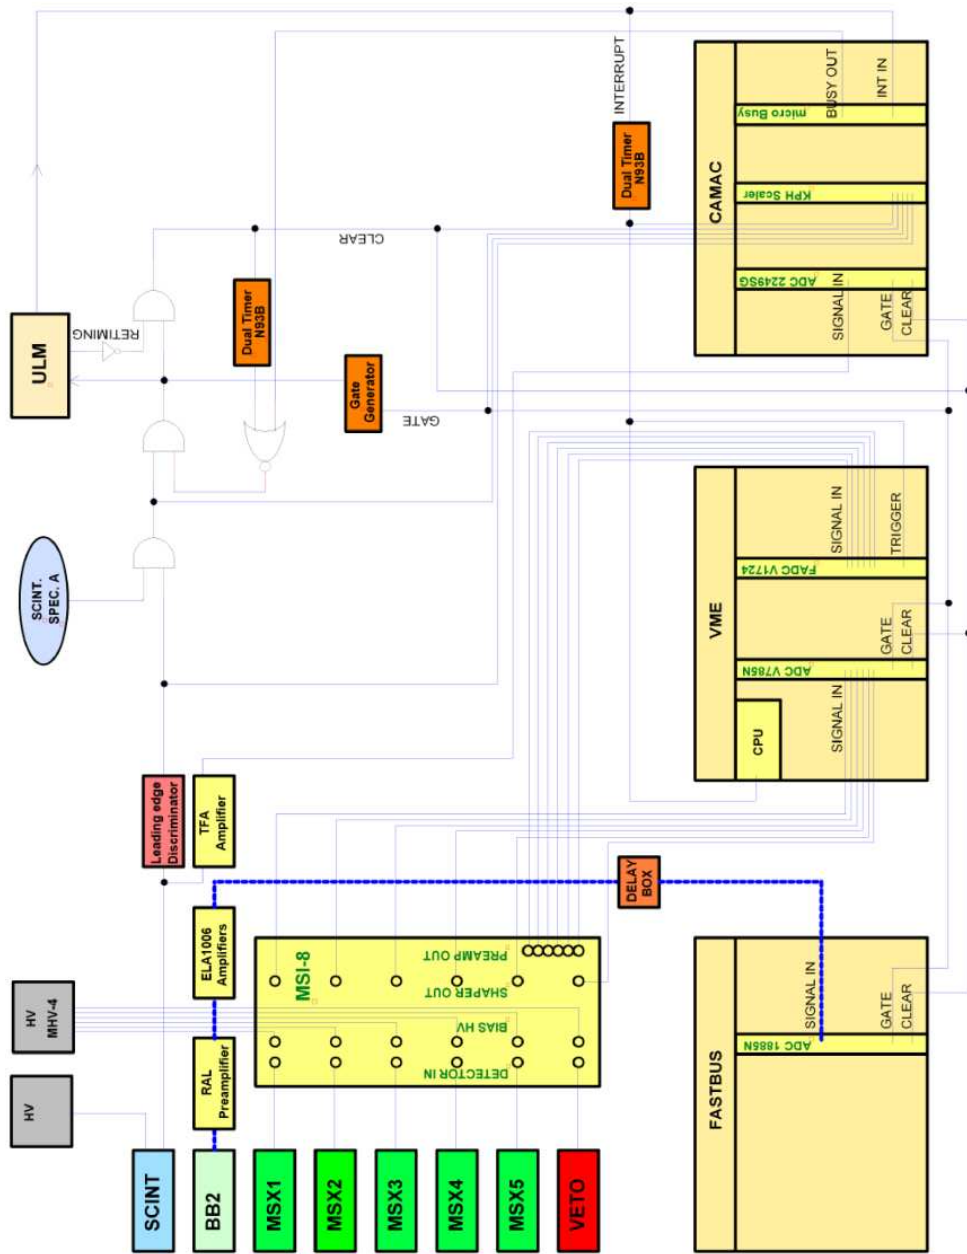 ULM
RETIMING
SCINT.
SPEC. A
CLEAR
Dual Timer
N93B
Gate
Generator
GATE
INTERRUPT
Dual Timer
N93B
CAMAC
micro Busy
BUSY OUT
INT IN
KPH Scaler
ADC 2249SG
SIGNAL IN
GATE
CLEAR
VME
FADC V1724
SIGNAL IN
TRIGGER
ADC V785N
GATE
CLEAR
SIGNAL IN
CPU
Leading edge
Discriminator
TFA
Amplifier
ELA1006
Amplifiers
RAL
Preamplifier
DELAY
BOX
HV
MHV-4
HV
MSI-8
PREAMP OUT
SHAPER OUT
BIAS HV
DETECTOR IN
FASTBUS
ADC 1885N
SIGNAL IN
GATE
CLEAR
SCINT
BB2
MSX1
MSX2
MSX3
MSX4
MSX5
VETO